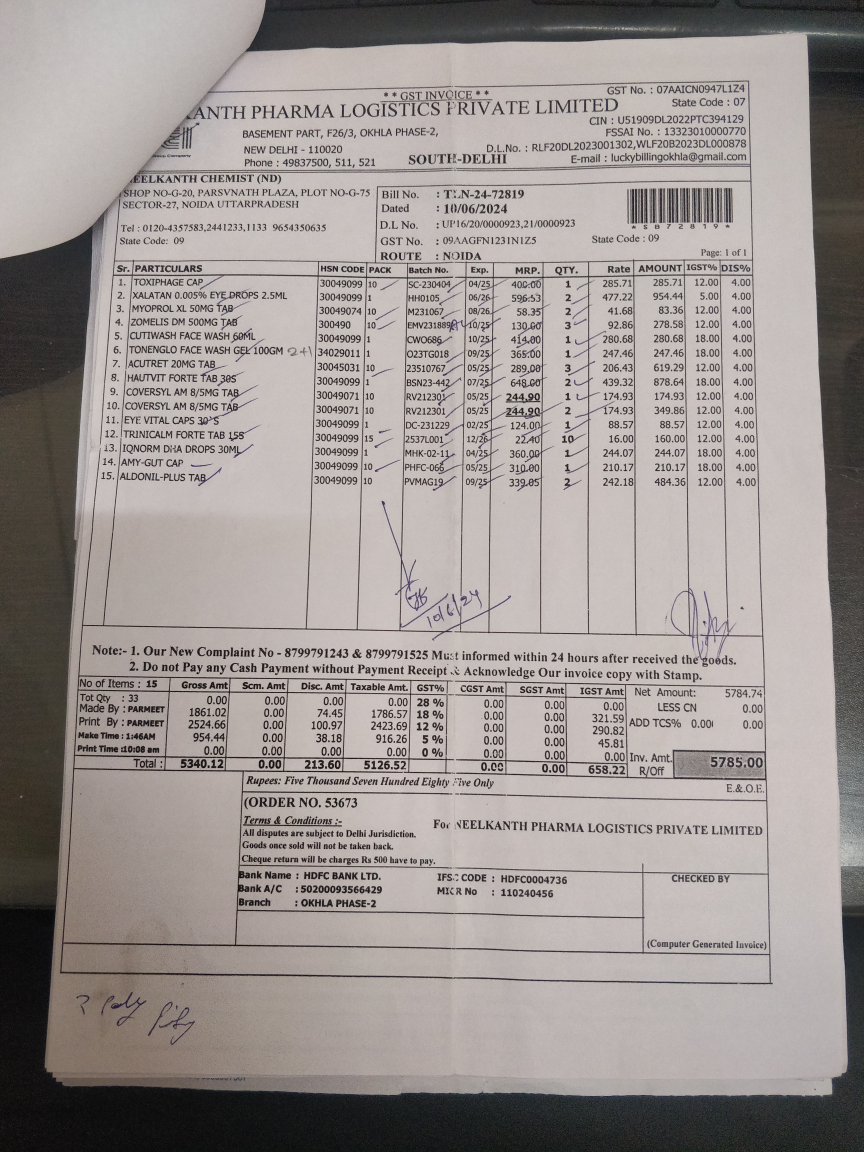 * * GST INVOICE * *
GST No. : 07AAICN0947L1Z4
KANTH PHARMA LOGISTICS PRIVATE LIMITED
State Code : 07
CIN : U51909DL2022PTC394129
BASEMENT PART, F26/3, OKHLA PHASE-2,
FSSAI No. : 13323010000770
NEW DELHI - 110020
D.L.No. : RLF20DL2023001302,WLF20B2023DL000878
Phone : 49837500, 511, 521 SOUTH-DELHI E-mail : luckybillingokhla@gmail.com
EELKANTH CHEMIST (ND)
SHOP NO-G-20, PARSVNATH PLAZA, PLOT NO-G-75
SECTOR-27, NOIDA UTTARPRADESH
Tel : 0120-4357583,2441233,1133 9654350635
State Code: 09
Bill No. : TLN-24-72819
Dated : 10/06/2024
D.L No. : UP16/20/0000923,21/0000923
GST No. : 09AAGFN1231N1Z5 State Code : 09
ROUTE : NOIDA
* S B 7 2 8 1 9 *
Page: 1 of 1
Sr. PARTICULARS HSN CODE PACK Batch No. Exp. MRP. QTY. Rate AMOUNT IGST% DIS%
1. TOXIPHAGE CAP 30049099 10 SC-230404 04/25 400.00 1 285.71 285.71 12.00 4.00
2. XALATAN 0.005% EYE DROPS 2.5ML 30049099 1 HH0105 06/26 596.53 2 477.22 954.44 5.00 4.00
3. MYOPROL XL 50MG TAB 30049074 10 M231067 08/26 58.35 2 41.68 83.36 12.00 4.00
4. ZOMELIS DM 500MG TAB 300490 10 EMV231889 10/25 130.00 3 92.86 278.58 12.00 4.00
5. CUTIWASH FACE WASH 60ML 30049099 1 CWO686 10/25 414.00 1 280.68 280.68 18.00 4.00
6. TONENGLO FACE WASH GEL 100GM 2+1 34029011 1 O23TG018 09/25 365.00 1 247.46 247.46 18.00 4.00
7. ACUTRET 20MG TAB 30045031 10 23510767 05/25 289.00 3 206.43 619.29 12.00 4.00
8. HAUTVIT FORTE TAB 30S 30049099 1 BSN23-442 07/25 648.00 2 439.32 878.64 18.00 4.00
9. COVERSYL AM 8/5MG TAB 30049071 10 RV212301 05/25 244.90 1 174.93 174.93 12.00 4.00
10. COVERSYL AM 8/5MG TAB 30049071 10 RV212301 05/25 244.90 2 174.93 349.86 12.00 4.00
11. EYE VITAL CAPS 30'S 30049099 1 DC-231229 02/25 124.00 1 88.57 88.57 12.00 4.00
12. TRINICALM FORTE TAB 15S 30049099 15 2537L001 12/26 22.40 10 16.00 160.00 12.00 4.00
13. IQNORM DHA DROPS 30ML 30049099 1 MHK-02-11 04/25 360.00 1 244.07 244.07 18.00 4.00
14. AMY-GUT CAP 30049099 10 PHFC-066 05/25 310.00 1 210.17 210.17 18.00 4.00
15. ALDONIL-PLUS TAB 30049099 10 PVMAG19 09/25 339.05 2 242.18 484.36 12.00 4.00
10/6/24
Note:- 1. Our New Complaint No - 8799791243 & 8799791525 Must informed within 24 hours after received the goods.
2. Do not Pay any Cash Payment without Payment Receipt & Acknowledge Our invoice copy with Stamp.
No of Items : 15 Gross Amt Scm. Amt Disc. Amt Taxable Amt. GST% CGST Amt SGST Amt IGST Amt Net Amount: 5784.74
Tot Qty : 33 0.00 0.00 0.00 0.00 28 % 0.00 0.00 0.00 LESS CN 0.00
Made By : PARMEET 1861.02 0.00 74.45 1786.57 18 % 0.00 0.00 321.59 ADD TCS% 0.00 0.00
Print By : PARMEET 2524.66 0.00 100.97 2423.69 12 % 0.00 0.00 290.82
Make Time : 1:46AM 954.44 0.00 38.18 916.26 5 % 0.00 0.00 45.81
Print Time :10:08 am 0.00 0.00 0.00 0.00 0 % 0.00 0.00 0.00 Inv. Amt. 5785.00
Total : 5340.12 0.00 213.60 5126.52 0.00 0.00 658.22 R/Off
Rupees: Five Thousand Seven Hundred Eighty Five Only
E.&.O.E.
(ORDER NO. 53673
Terms & Conditions :-
All disputes are subject to Delhi Jurisdiction.
For NEELKANTH PHARMA LOGISTICS PRIVATE LIMITED
Goods once sold will not be taken back.
Cheque return will be charges Rs 500 have to pay.
Bank Name : HDFC BANK LTD. IFSC CODE : HDFC0004736 CHECKED BY
Bank A/C : 50200093566429 MICR No : 110240456
Branch : OKHLA PHASE-2
(Computer Generated Invoice)